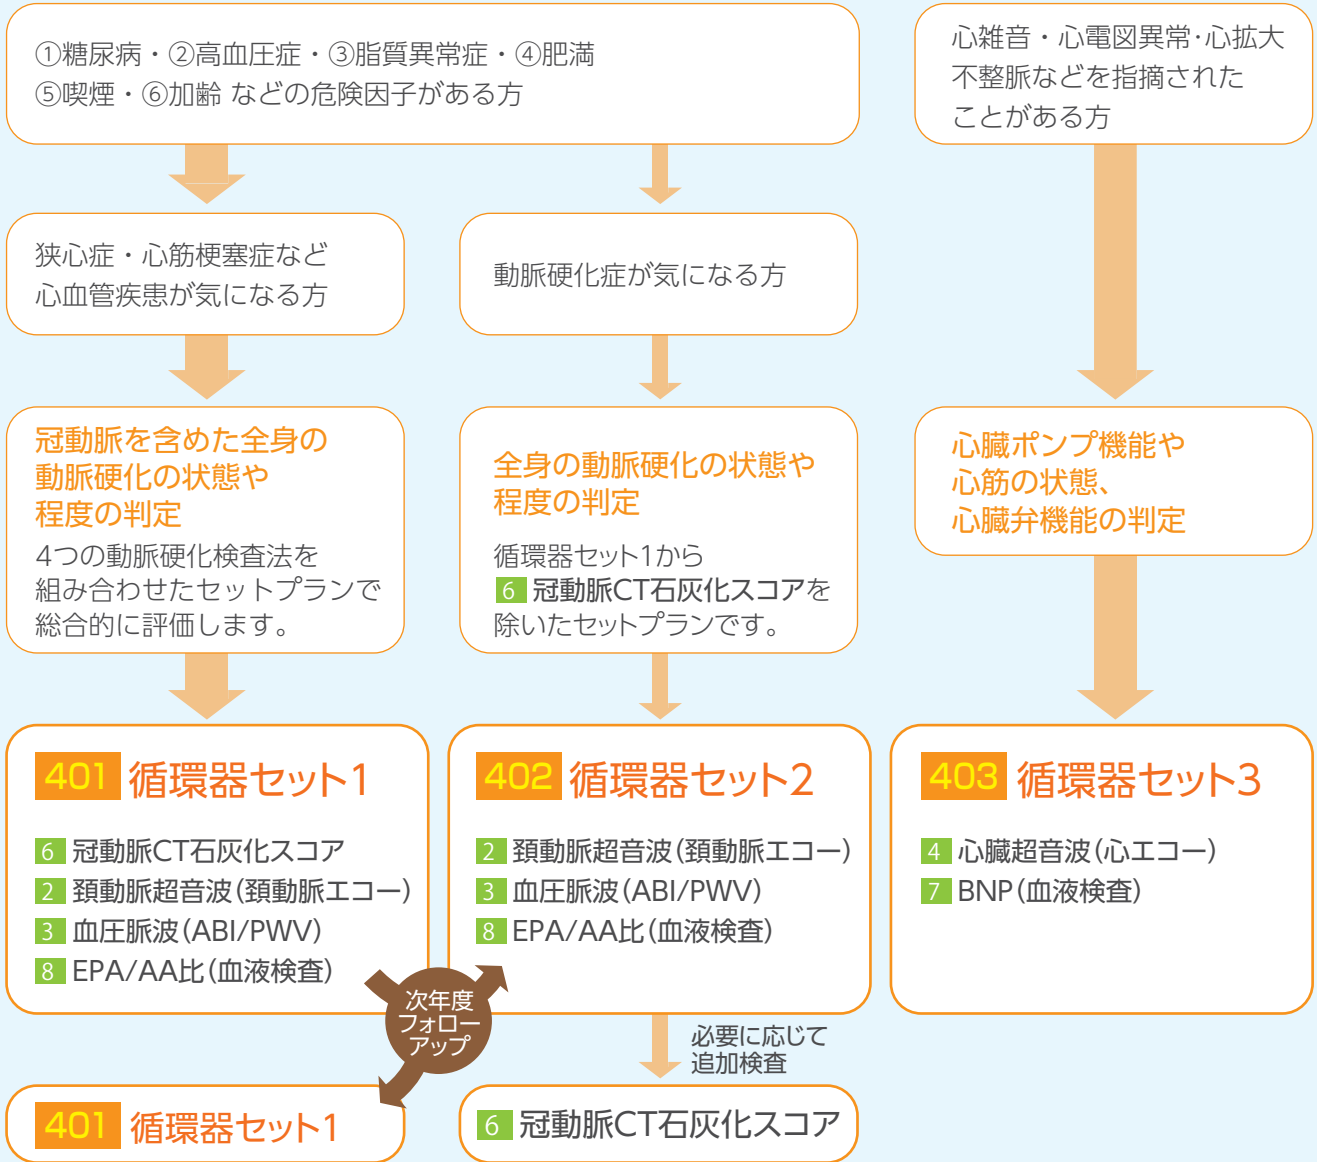 ①糖尿病・②高血圧症・③脂質異常症・④肥満
⑤喫煙・⑥加齢 などの危険因子がある方
心雑音・心電図異常・心拡大
不整脈などを指摘された
ことがある方
狭心症・心筋梗塞症など
心血管疾患が気になる方
動脈硬化症が気になる方
冠動脈を含めた全身の
動脈硬化の状態や
程度の判定
4つの動脈硬化検査法を
組み合わせたセットプランで
総合的に評価します。
全身の動脈硬化の状態や
程度の判定
循環器セット1から
6 冠動脈CT石灰化スコアを
除いたセットプランです。
心臓ポンプ機能や
心筋の状態、
心臓弁機能の判定
401 循環器セット1
6 冠動脈CT石灰化スコア
2 頚動脈超音波(頚動脈エコー)
3 血圧脈波(ABI/PWV)
8 EPA/AA比(血液検査)
402 循環器セット2
2 頚動脈超音波(頚動脈エコー)
3 血圧脈波(ABI/PWV)
8 EPA/AA比(血液検査)
403 循環器セット3
4 心臓超音波(心エコー)
7 BNP(血液検査)
次年度
フォロー
アップ
必要に応じて
追加検査
401 循環器セット1
6 冠動脈CT石灰化スコア